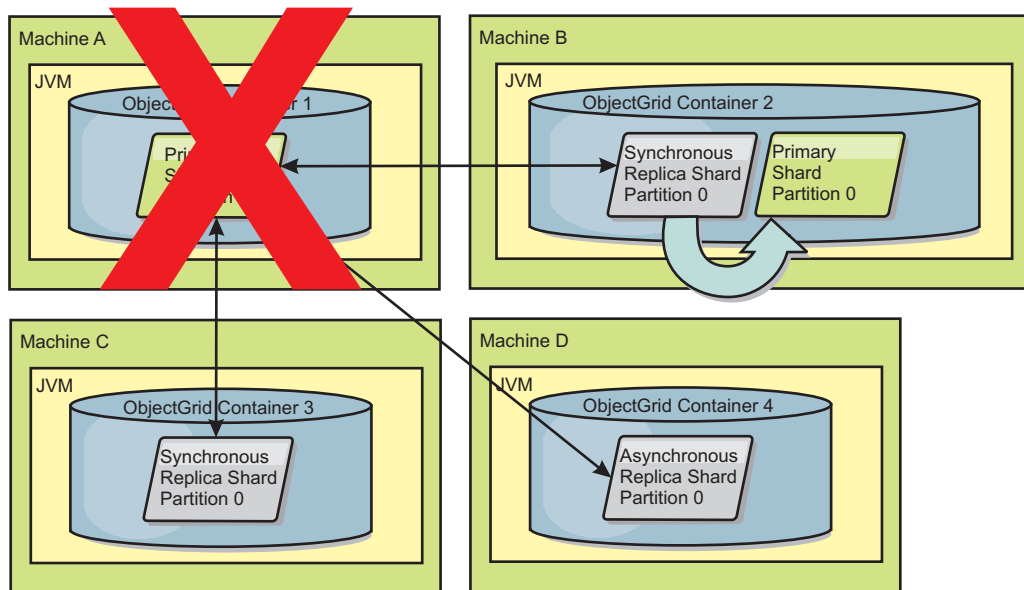 Machine A
JVM
1
Machine B
JVM
ObjectGrid Container 2
Synchronous
Replica Shard
Partition 0
Primary
Shard
Partition 0
Machine C
JVM
ObjectGrid Container 3
Synchronous
Replica Shard
Partition 0
Machine D
JVM
ObjectGrid Container 4
Asynchronous
Replica Shard
Partition 0